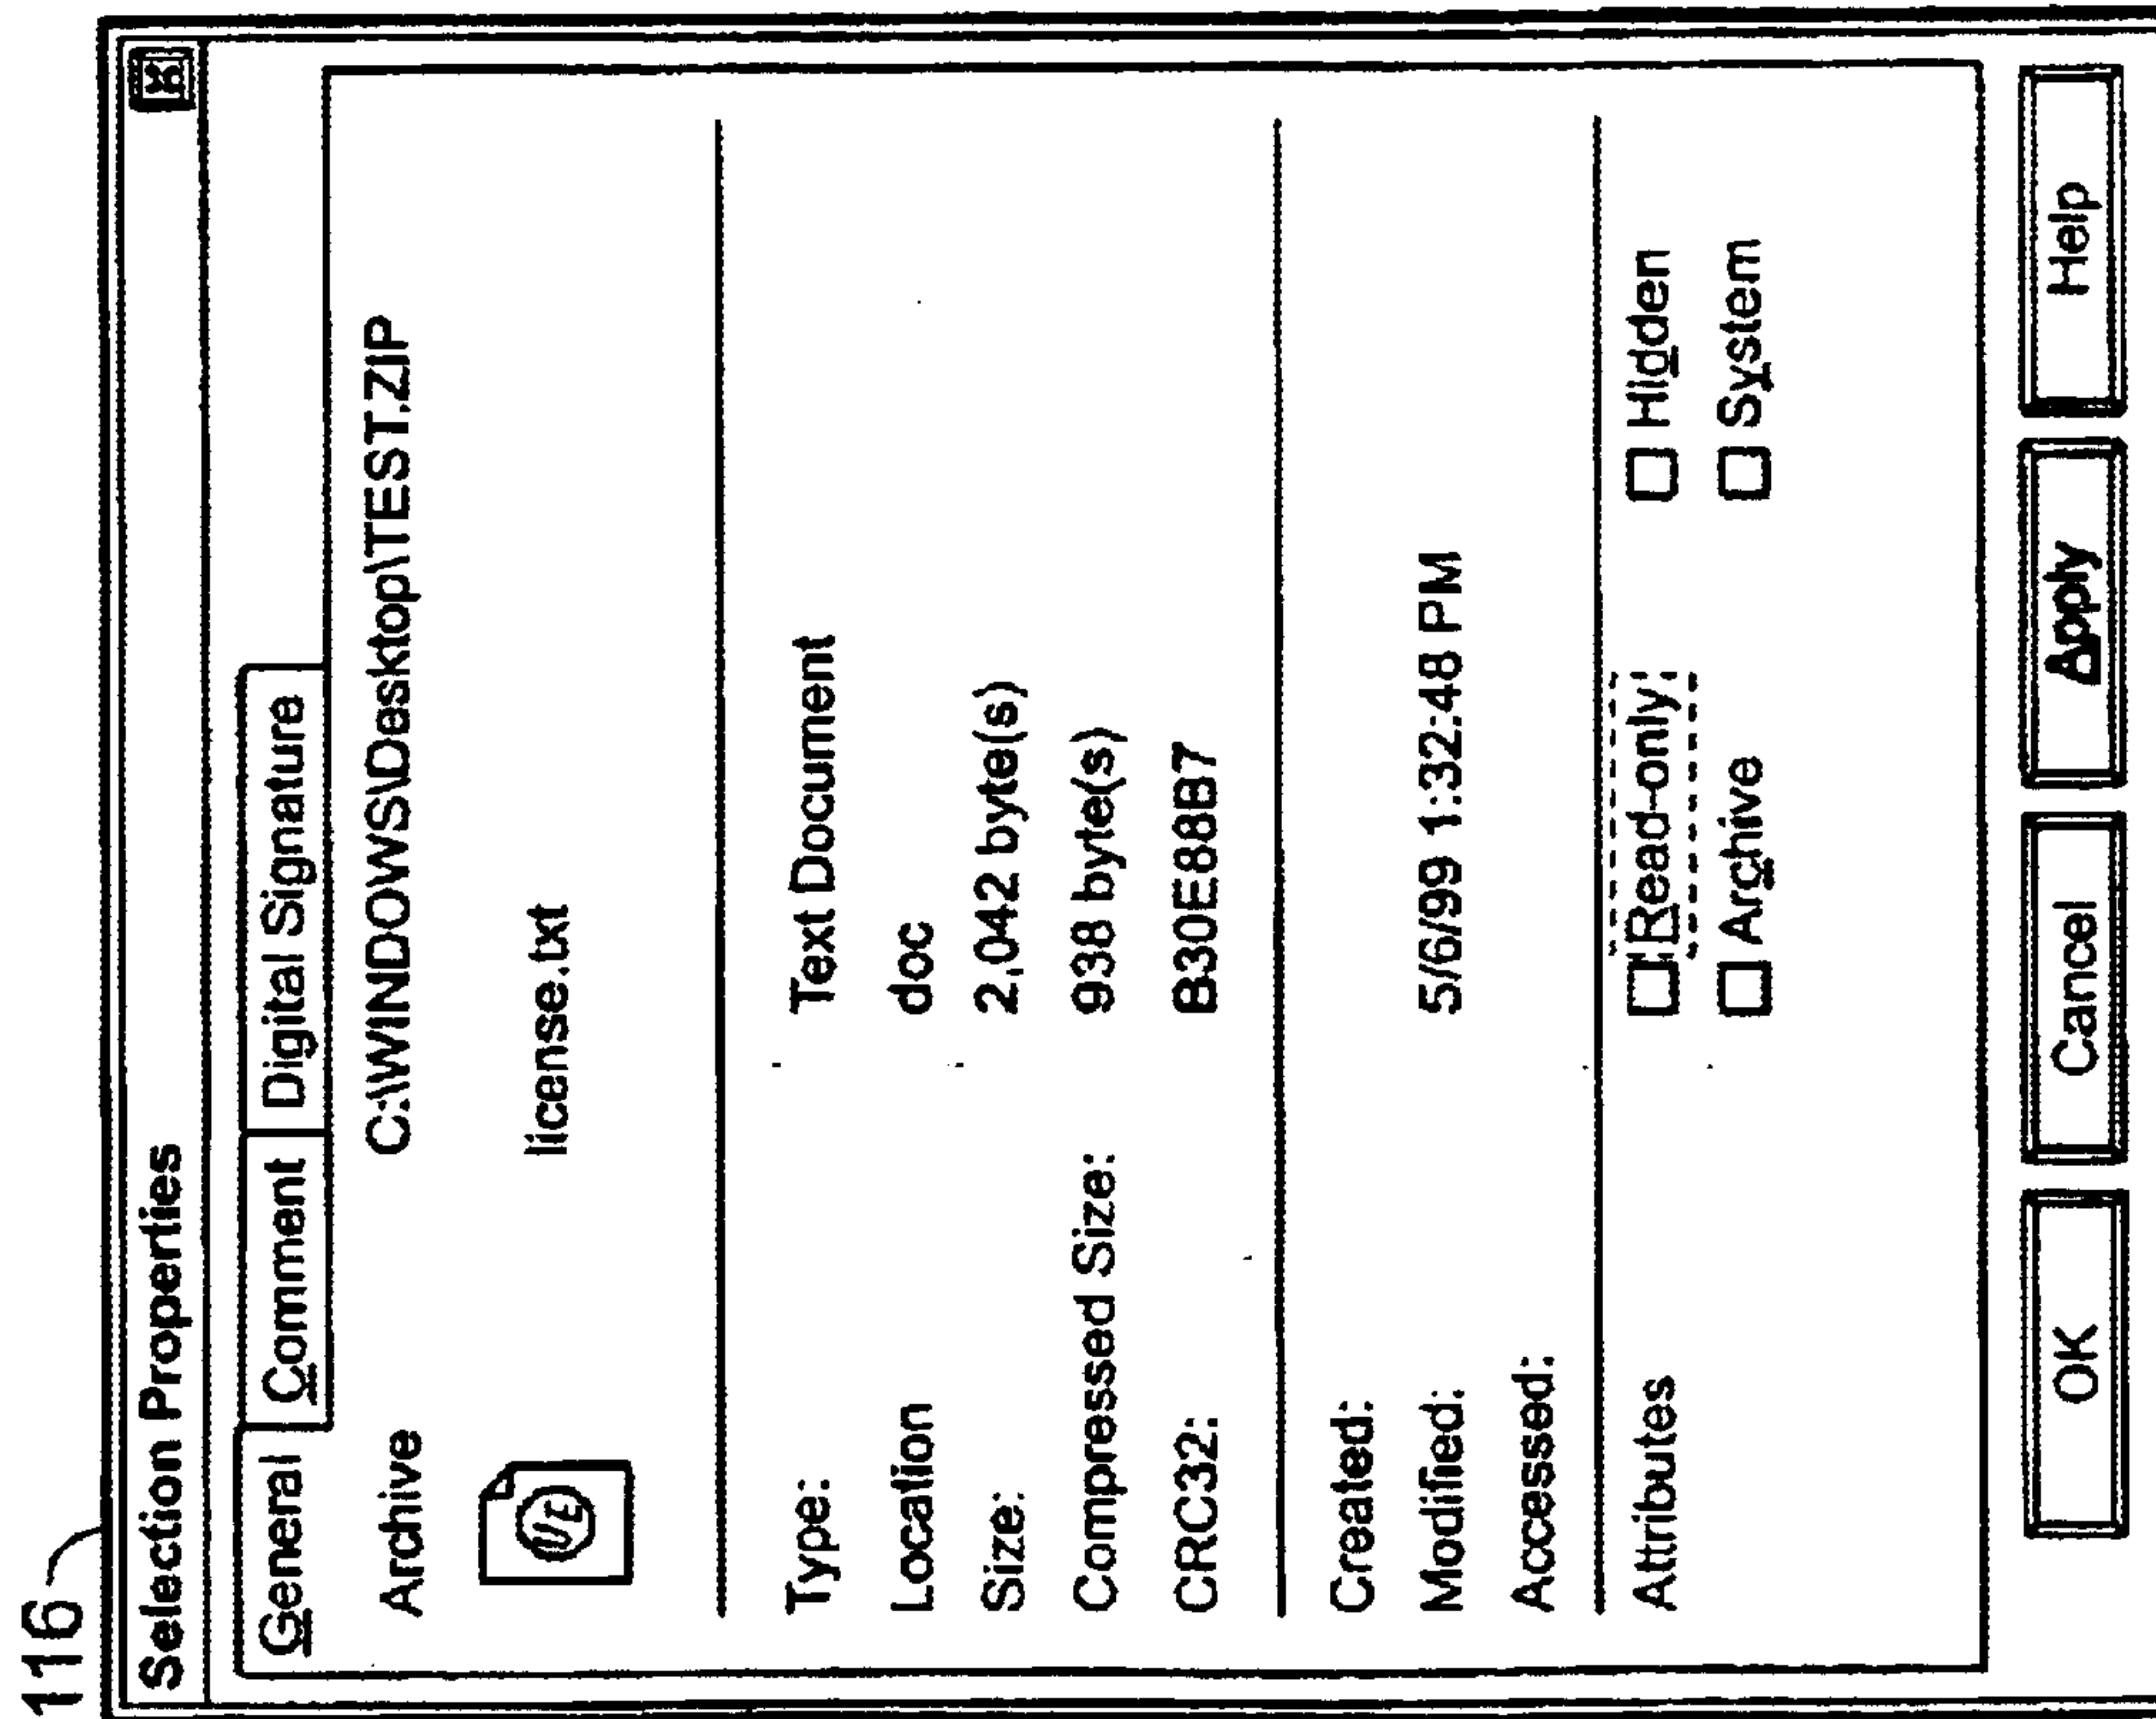 116
Selection Properties
General Comment Digital Signature
Archive C:\WINDOWS\Desktop\TEST.ZIP
license.txt
Type: Text Document
Location doc
Size: 2,042 byte(s)
Compressed Size: 938 byte(s)
CRC32: B30E88B7
Created:
Modified: 5/6/99 1:32:48 PM
Accessed:
Attributes Read-only Hidden
Archive System
OK Cancel Apply Help